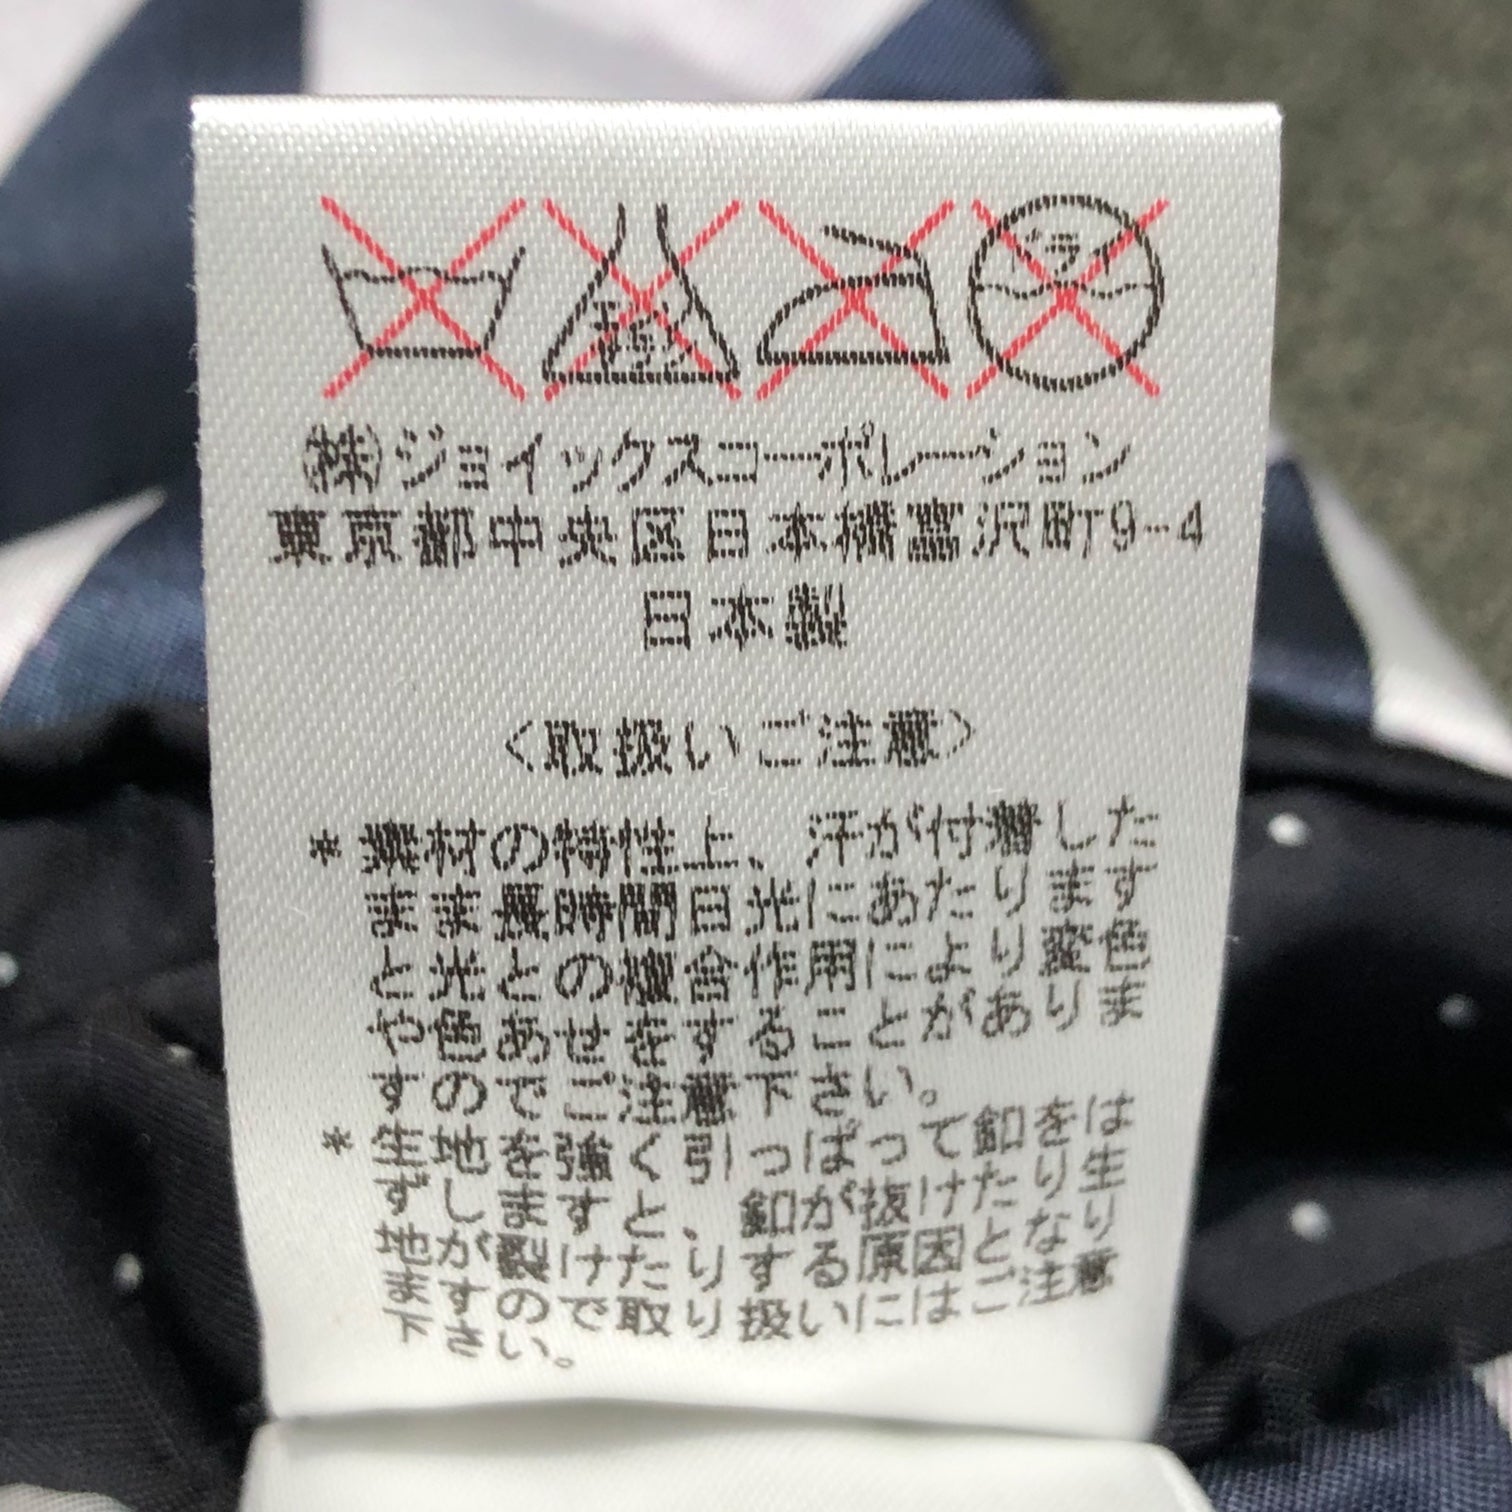 エンソサラシ
ドライ
㈱ジョイックスコーポレーション
東京都中央区日本橋富沢町9-4
日本製
〈取扱いご注意〉
*素材の特性上、汗が付着した
まま長時間日光にあたります
と光との複合作用により変色
や色あせをすることがありま
すのでご注意下さい。
*生地を強く引っぱって釦をは
ずしますと、釦が抜けたり生
地が裂けたりする原因となり
ますので取り扱いにはご注意
下さい。